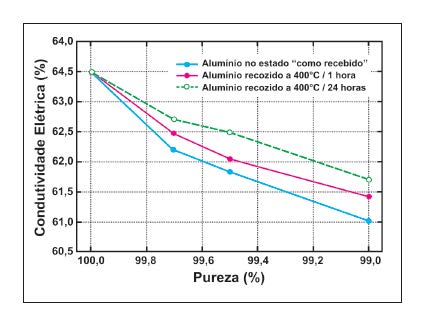 64,0
64,5
63,0
62,5
62,0
61,5
61,0
60,5
Condutividade Elétrica (%)
Alumínio no estado "como recebido"
Alumínio recozido a 400°C / 1 hora
Alumínio recozido a 400°C / 24 horas
100,0 99,8 99,6 99,4 99,2 99,0
Pureza (%)